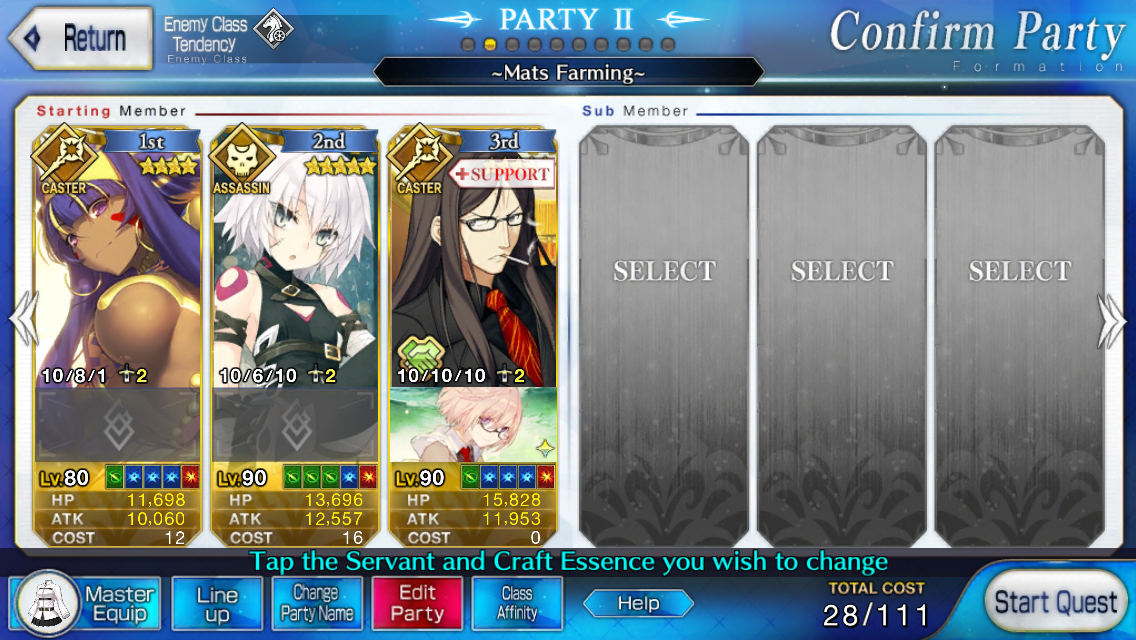 Return
Enemy Class
Tendency
Enemy Class
PARTY II
Confirm Party
Formation
~Mats Farming~
Starting Member
Sub Member
1st
CASTER
10/8/1 2
Lv.80
HP 11,698
ATK 10,060
COST 12
2nd
ASSASSIN
10/6/10 2
Lv.90
HP 13,696
ATK 12,557
COST 16
3rd
CASTER
+SUPPORT
10/10/10 2
Lv.90
HP 15,828
ATK 11,953
COST 0
SELECT
SELECT
SELECT
Tap the Servant and Craft Essence you wish to change
Master
Equip
Line
up
Change
Party Name
Edit
Party
Class
Affinity
Help
TOTAL COST
28/111
Start Quest